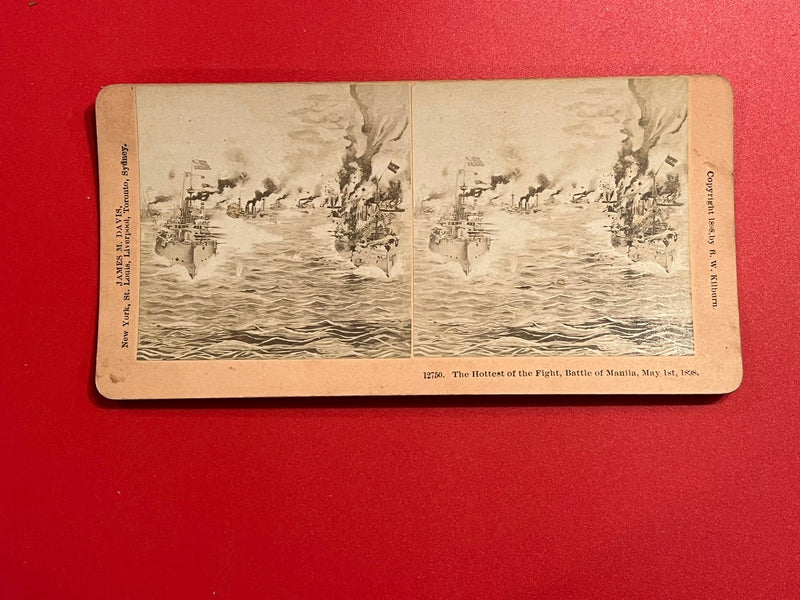 JAMES M. DAVIS,
New York, St. Louis, Liverpool, Toronto, Sydney.
Copyright 1898, by B. W. Kilburn.
12750. The Hottest of the Fight, Battle of Manila, May 1st, 1898.